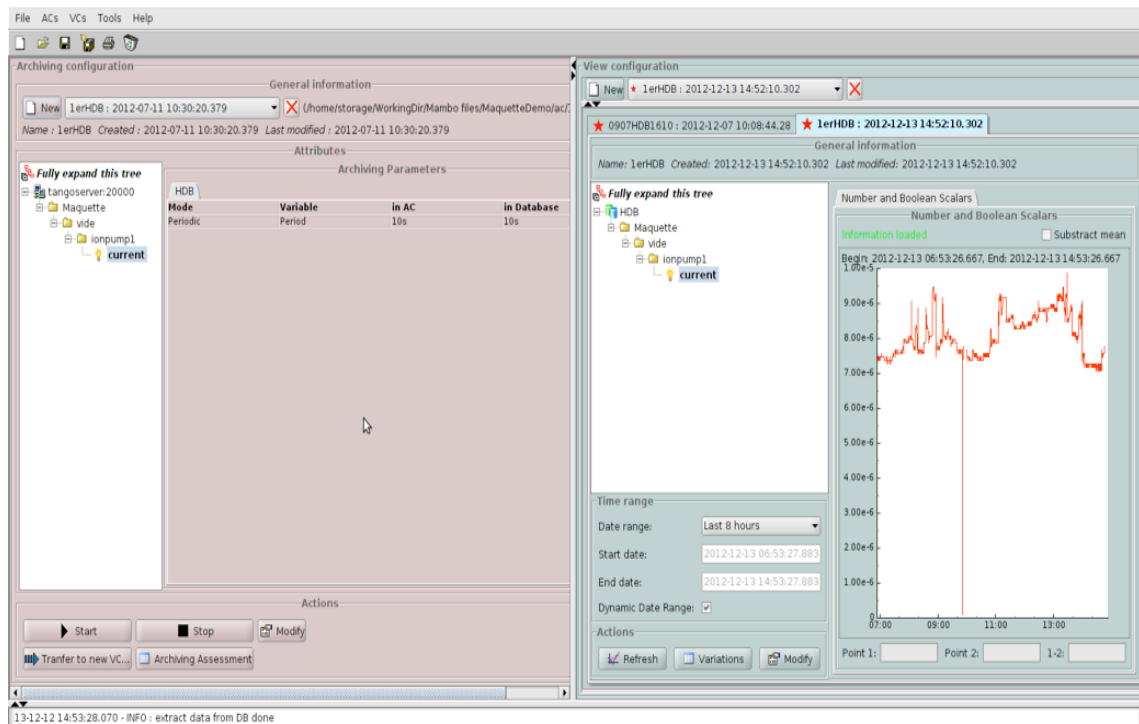 File ACs VCs Tools Help
Archiving configuration
General information
New 1erHDB : 2012-07-11 10:30:20.379 (/home/storage/WorkingDir/Mambo files/MaquetteDemo/ac/
Name : 1erHDB Created : 2012-07-11 10:30:20.379 Last modified : 2012-07-11 10:30:20.379
Attributes
Fully expand this tree
tangoserver:20000
Maquette
vide
ionpump1
current
Archiving Parameters
HDB
Mode Variable in AC in Database
Periodic Period 10s 10s
Actions
Start Stop Modify
Tranfer to new VC... Archiving Assessment
View configuration
New 1erHDB : 2012-12-13 14:52:10.302
0907HDB1610 : 2012-12-07 10:08:44.28 1erHDB : 2012-12-13 14:52:10.302
General information
Name: 1erHDB Created: 2012-12-13 14:52:10.302 Last modified: 2012-12-13 14:52:10.302
Fully expand this tree
HDB
Maquette
vide
ionpump1
current
Time range
Date range: Last 8 hours
Start date: 2012-12-13 06:53:27.883
End date: 2012-12-13 14:53:27.883
Dynamic Date Range:
Actions
Refresh Variations Modify
Number and Boolean Scalars
Number and Boolean Scalars
Information loaded Substract mean
Begin: 2012-12-13 06:53:26.667, End: 2012-12-13 14:53:26.667
1.00e-5
9.00e-6
8.00e-6
7.00e-6
6.00e-6
5.00e-6
4.00e-6
3.00e-6
2.00e-6
1.00e-6
0
07:00 09:00 11:00 13:00
Point 1: Point 2: 1-2:
13-12-12 14:53:28.070 - INFO : extract data from DB done